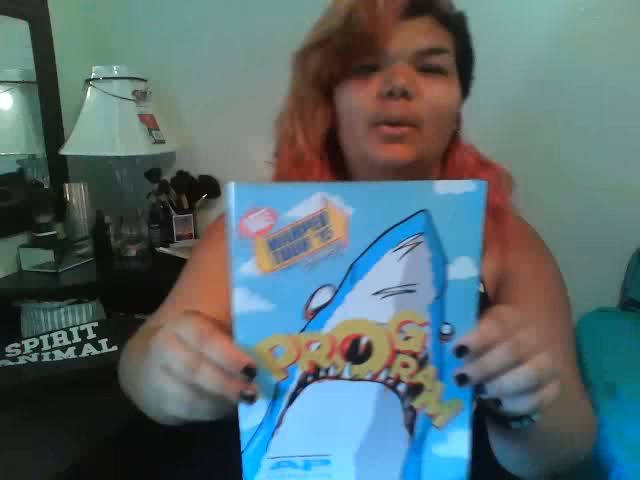 WARPED
TOUR '15
PROGRAM
AP
SPIRIT
ANIMAL